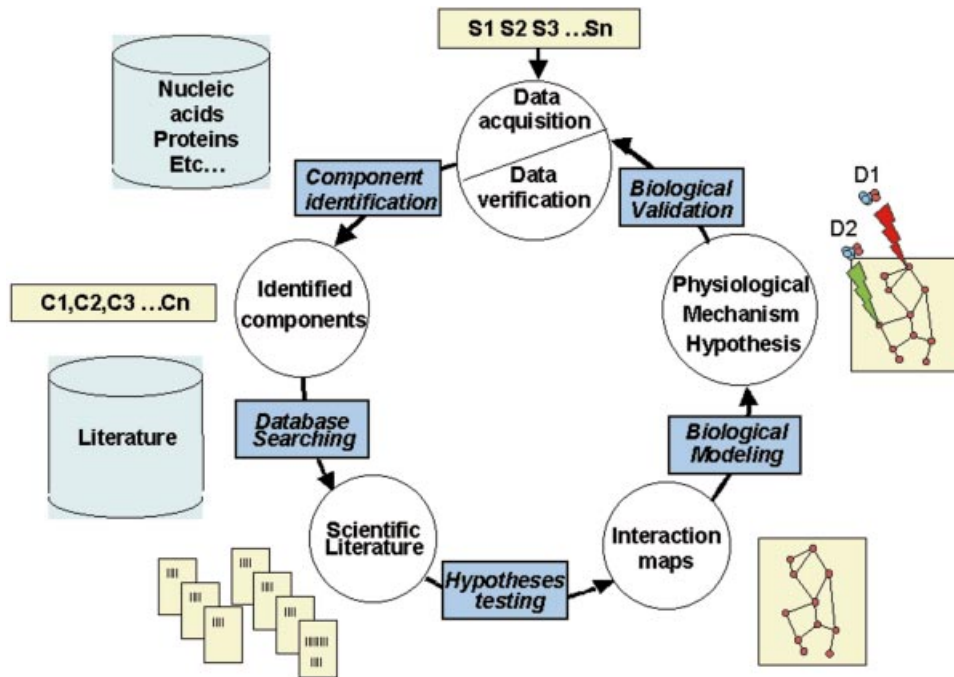 S1 S2 S3 ...Sn
Nucleic
acids
Proteins
Etc...
Data
acquisition
Data
verification
Component
identification
Biological
Validation
D1
D2
C1,C2,C3 ...Cn
Identified
components
Physiological
Mechanism
Hypothesis
Literature
Database
Searching
Biological
Modeling
Scientific
Literature
Interaction
maps
Hypotheses
testing